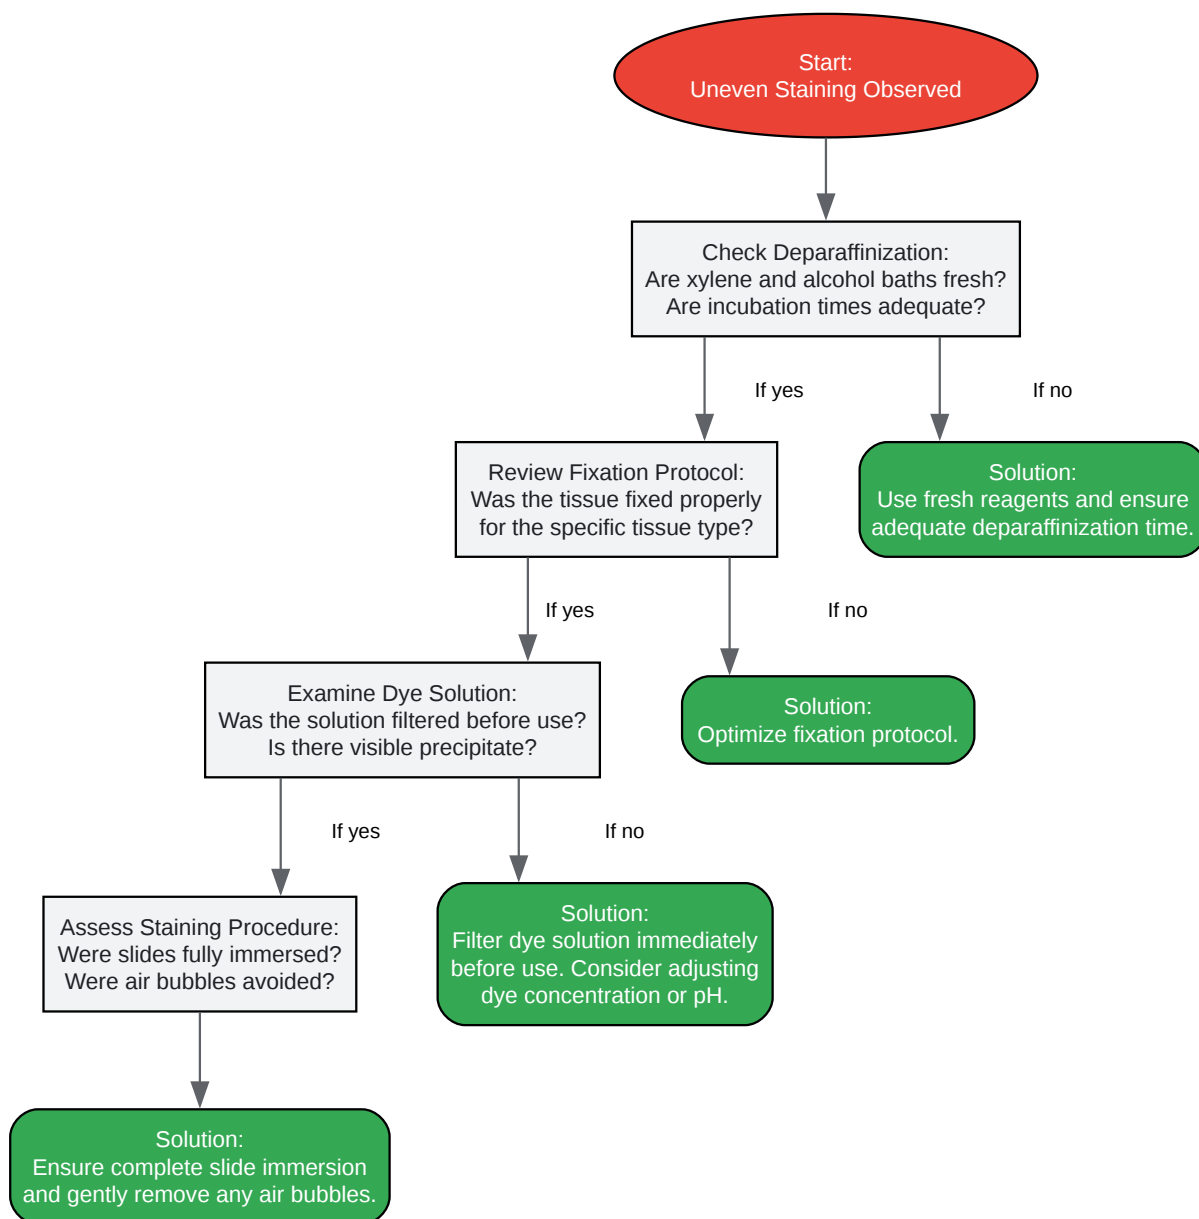 Start:
Uneven Staining Observed
Check Deparaffinization:
Are xylene and alcohol baths fresh?
Are incubation times adequate?
If yes
If no
Review Fixation Protocol:
Was the tissue fixed properly
for the specific tissue type?
Solution:
Use fresh reagents and ensure
adequate deparaffinization time.
If yes
If no
Examine Dye Solution:
Was the solution filtered before use?
Is there visible precipitate?
Solution:
Optimize fixation protocol.
If yes
If no
Assess Staining Procedure:
Were slides fully immersed?
Were air bubbles avoided?
Solution:
Filter dye solution immediately
before use. Consider adjusting
dye concentration or pH.
Solution:
Ensure complete slide immersion
and gently remove any air bubbles.